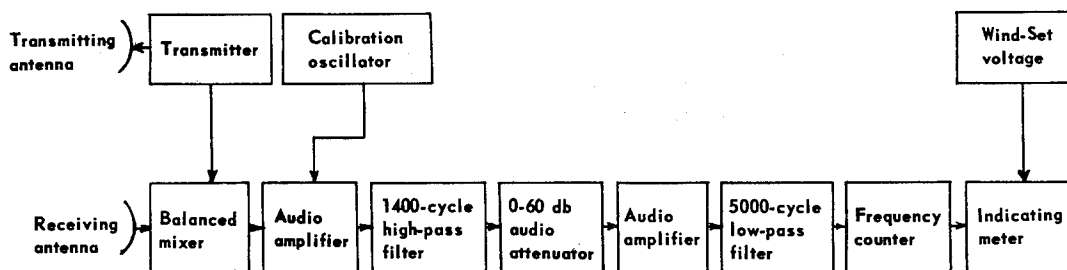 Transmitting
antenna
Transmitter
Calibration
oscillator
Wind-Set
voltage
Receiving
antenna
Balanced
mixer
Audio
amplifier
1400-cycle
high-pass
filter
0-60 db
audio
attenuator
Audio
amplifier
5000-cycle
low-pass
filter
Frequency
counter
Indicating
meter